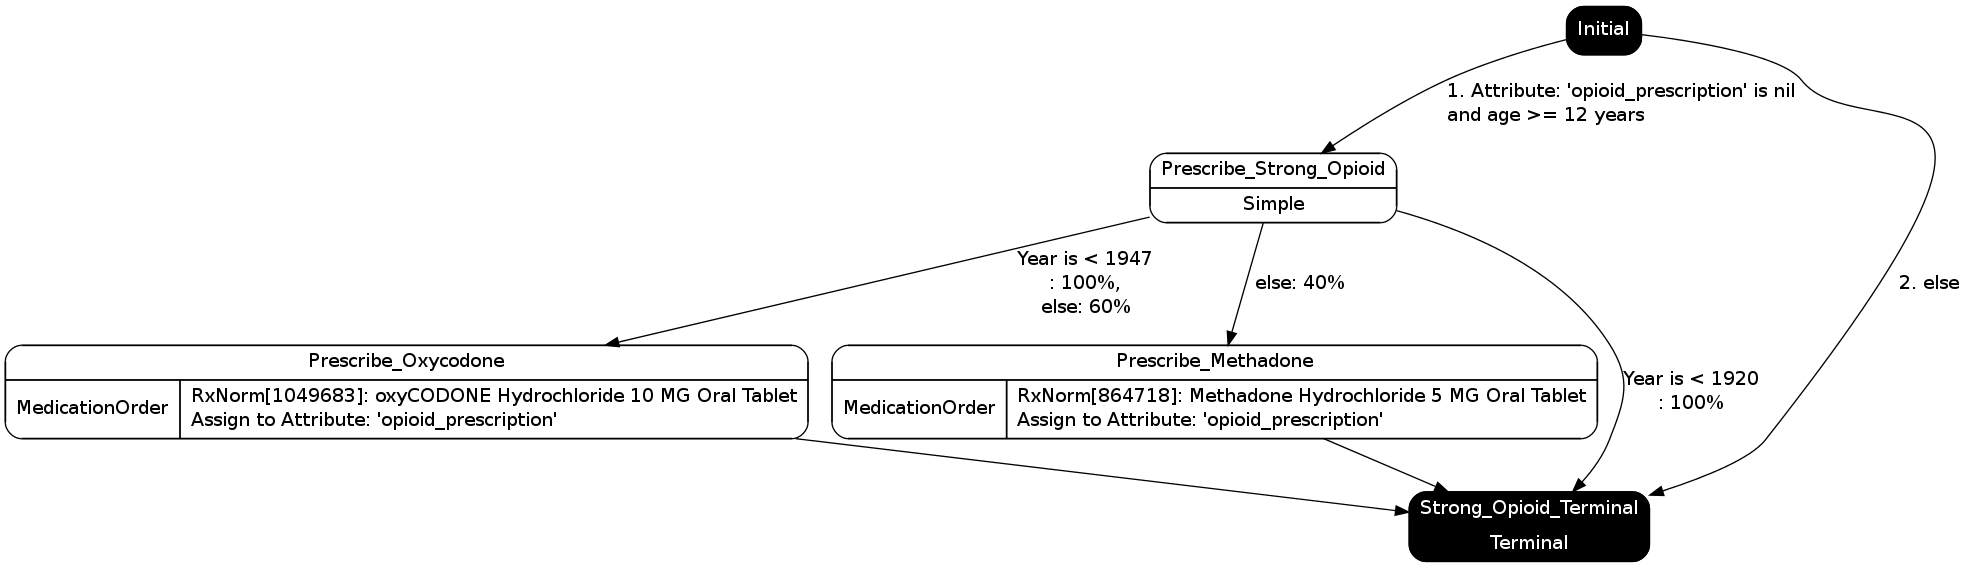 Initial
1. Attribute: 'opioid_prescription' is nil
and age >= 12 years
Prescribe_Strong_Opioid
Simple
Year is < 1947
: 100%,
else: 60%
else: 40%
2. else
Prescribe_Oxycodone
MedicationOrder
RxNorm[1049683]: oxyCODONE Hydrochloride 10 MG Oral Tablet
Assign to Attribute: 'opioid_prescription'
Prescribe_Methadone
MedicationOrder
RxNorm[864718]: Methadone Hydrochloride 5 MG Oral Tablet
Assign to Attribute: 'opioid_prescription'
Year is < 1920
: 100%
Strong_Opioid_Terminal
Terminal